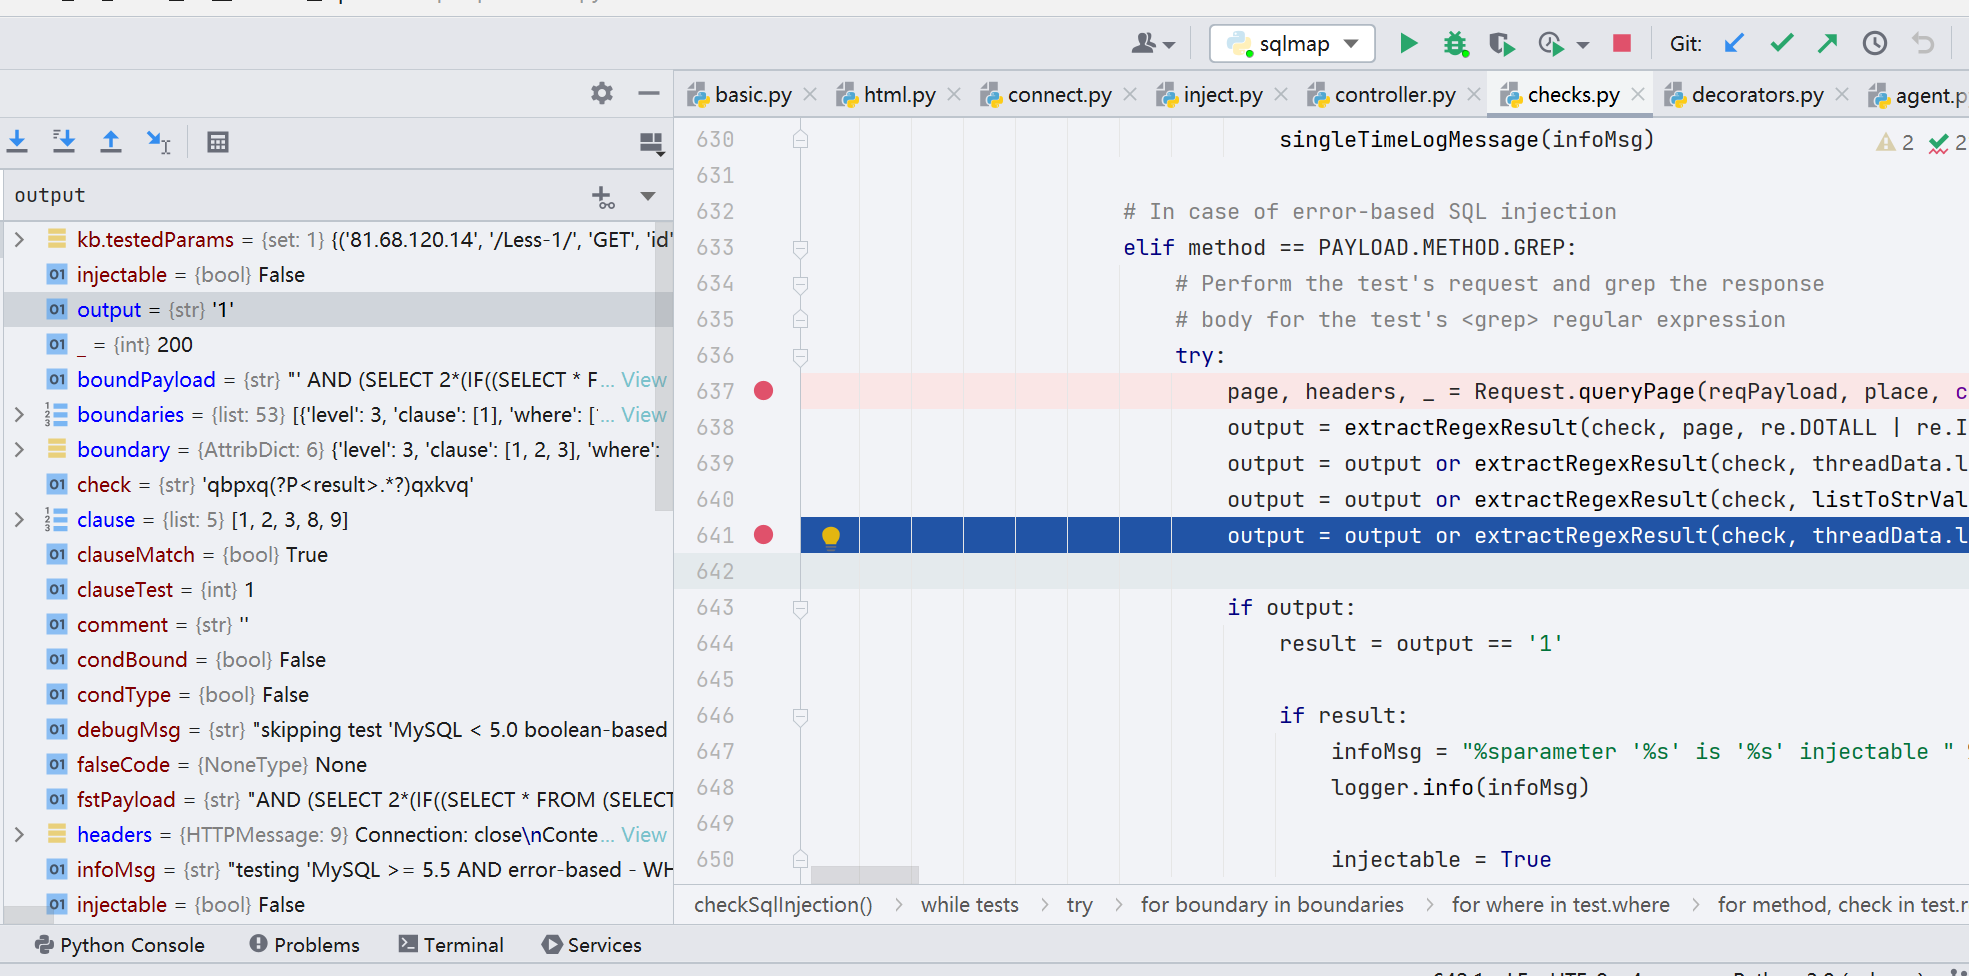 sqlmap
Git:
basic.py
html.py
connect.py
inject.py
controller.py
checks.py
decorators.py
agent.p
output
kb.testedParams = {set: 1} {('81.68.120.14', '/Less-1/', 'GET', 'id'
injectable = {bool} False
output = {str} '1'
_ = {int} 200
boundPayload = {str} "' AND (SELECT 2*(IF((SELECT * F... View
boundaries = {list: 53} [{'level': 3, 'clause': [1], 'where': ['... View
boundary = {AttribDict: 6} {'level': 3, 'clause': [1, 2, 3], 'where':
check = {str} 'qbpxq(?P<result>.*?)qxkvq'
clause = {list: 5} [1, 2, 3, 8, 9]
clauseMatch = {bool} True
clauseTest = {int} 1
comment = {str} ''
condBound = {bool} False
condType = {bool} False
debugMsg = {str} "skipping test 'MySQL < 5.0 boolean-based
falseCode = {NoneType} None
fstPayload = {str} "AND (SELECT 2*(IF((SELECT * FROM (SELECT
headers = {HTTPMessage: 9} Connection: close\nConte... View
infoMsg = {str} "testing 'MySQL >= 5.5 AND error-based - WH
injectable = {bool} False
2 2
630 singleTimeLogMessage(infoMsg)
631
632 # In case of error-based SQL injection
633 elif method == PAYLOAD.METHOD.GREP:
634 # Perform the test's request and grep the response
635 # body for the test's <grep> regular expression
636 try:
637 page, headers, _ = Request.queryPage(reqPayload, place, c
638 output = extractRegexResult(check, page, re.DOTALL | re.I
639 output = output or extractRegexResult(check, threadData.l
640 output = output or extractRegexResult(check, listToStrVal
641 output = output or extractRegexResult(check, threadData.l
642
643 if output:
644 result = output == '1'
645
646 if result:
647 infoMsg = "%sparameter '%s' is '%s' injectable "
648 logger.info(infoMsg)
649
650 injectable = True
checkSqlInjection() while tests try for boundary in boundaries for where in test.where for method, check in test.r
Python Console Problems Terminal Services